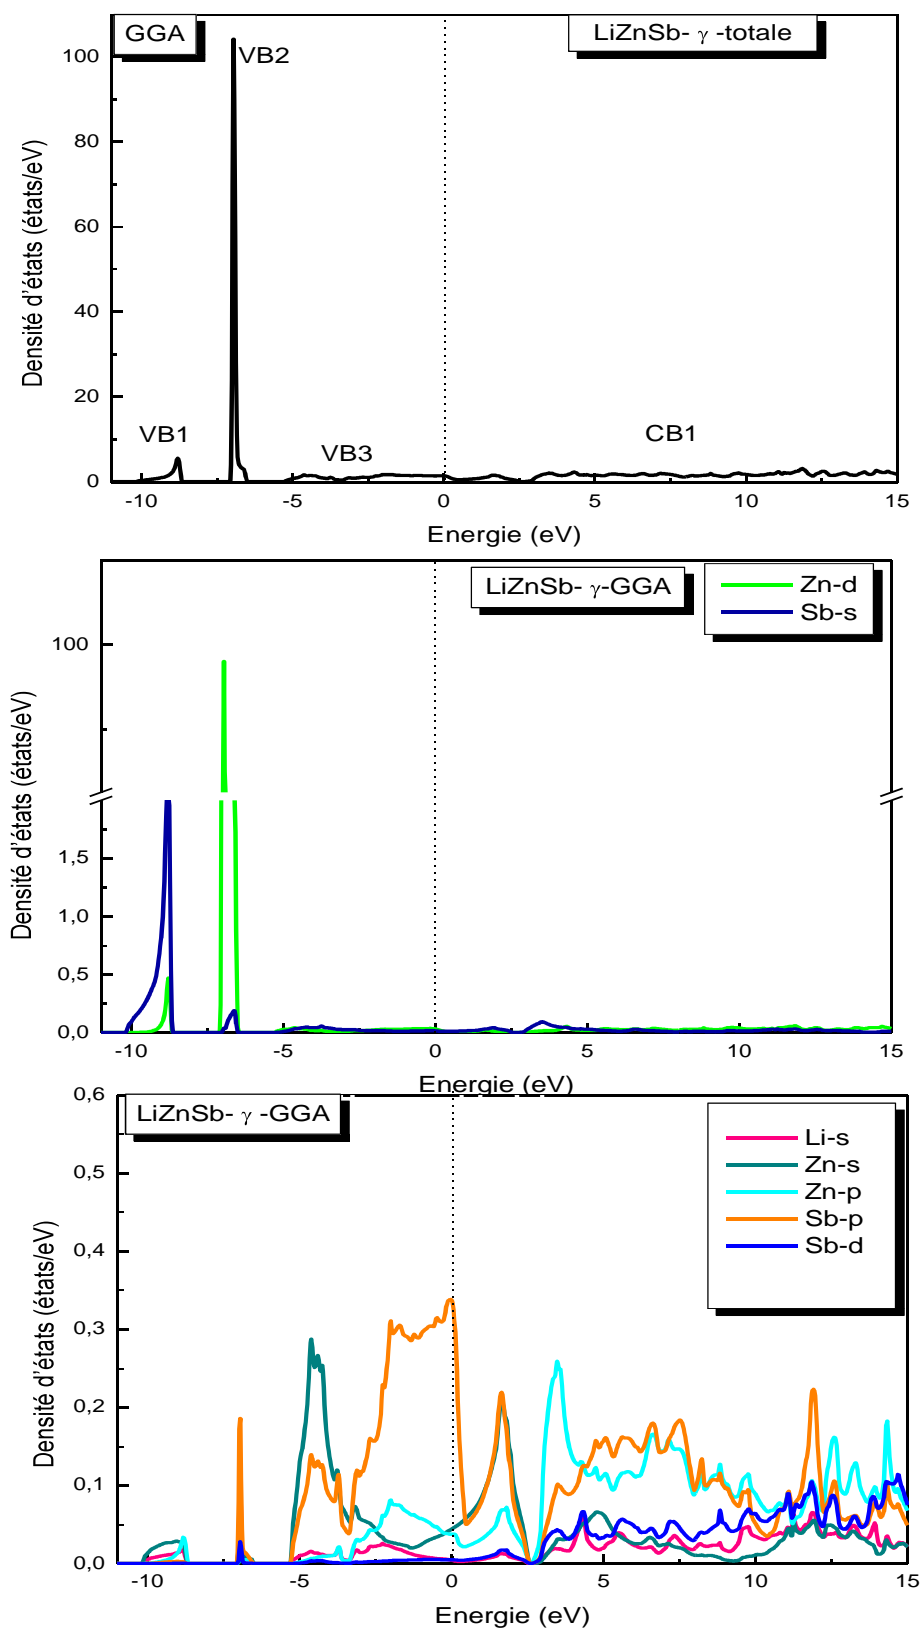 GGA
LiZnSb- γ -totale
VB2
100
80
60
40
20
0
Densité d'états (états/eV)
VB1
VB3
CB1
-10
-5
0
5
10
15
Energie (eV)
LiZnSb- γ-GGA
Zn-d
Sb-s
100
1,5
1,0
0,5
0,0
Densité d'états (états/eV)
-10
-5
0
5
10
15
Energie (eV)
LiZnSb- γ -GGA
Li-s
Zn-s
Zn-p
Sb-p
Sb-d
0,6
0,5
0,4
0,3
0,2
0,1
0,0
Densité d'états (états/eV)
-10
-5
0
5
10
15
Energie (eV)